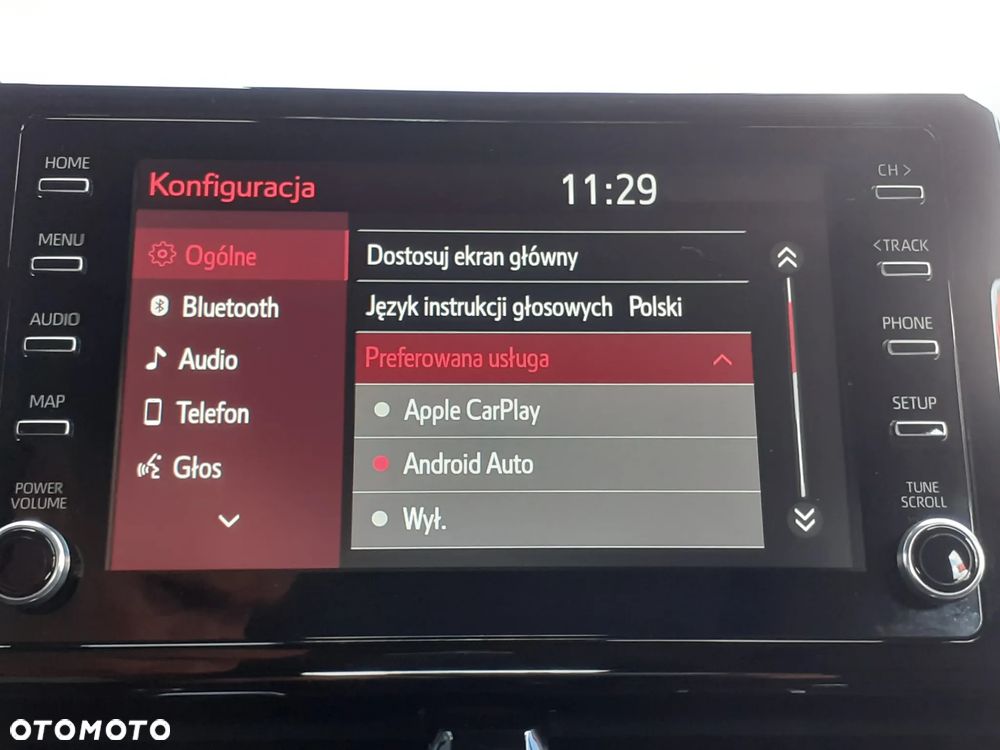 HOME
MENU
AUDIO
MAP
POWER
VOLUME
Konfiguracja
11:29
Ogólne
Bluetooth
Audio
Telefon
Głos
Dostosuj ekran główny
Język instrukcji głosowych Polski
Preferowana usługa
Apple CarPlay
Android Auto
Wył.
CH >
<TRACK
PHONE
SETUP
TUNE
SCROLL
OTOMOTO